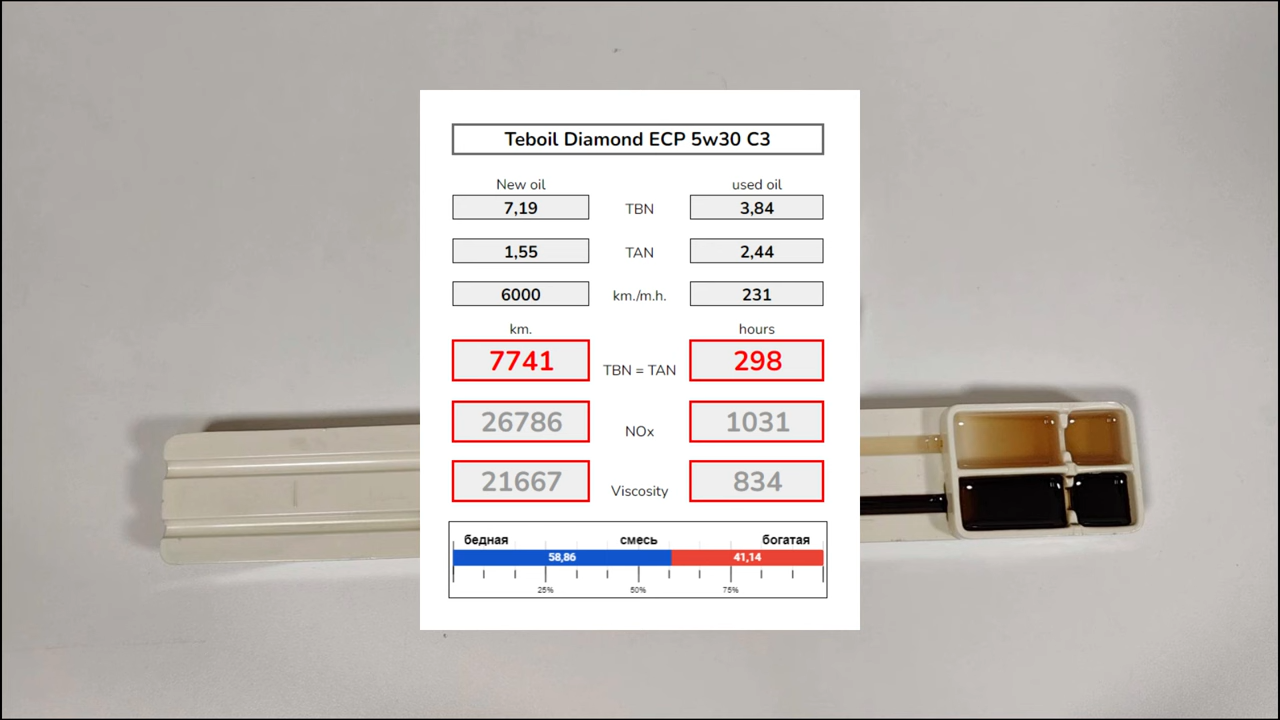 Teboil Diamond ECP 5w30 C3
New oil used oil
7,19 TBN 3,84
1,55 TAN 2,44
6000 km./m.h. 231
km. hours
7741 TBN = TAN 298
26786 NOx 1031
21667 Viscosity 834
бедная смесь богатая
58,86 41,14
25% 50% 75%